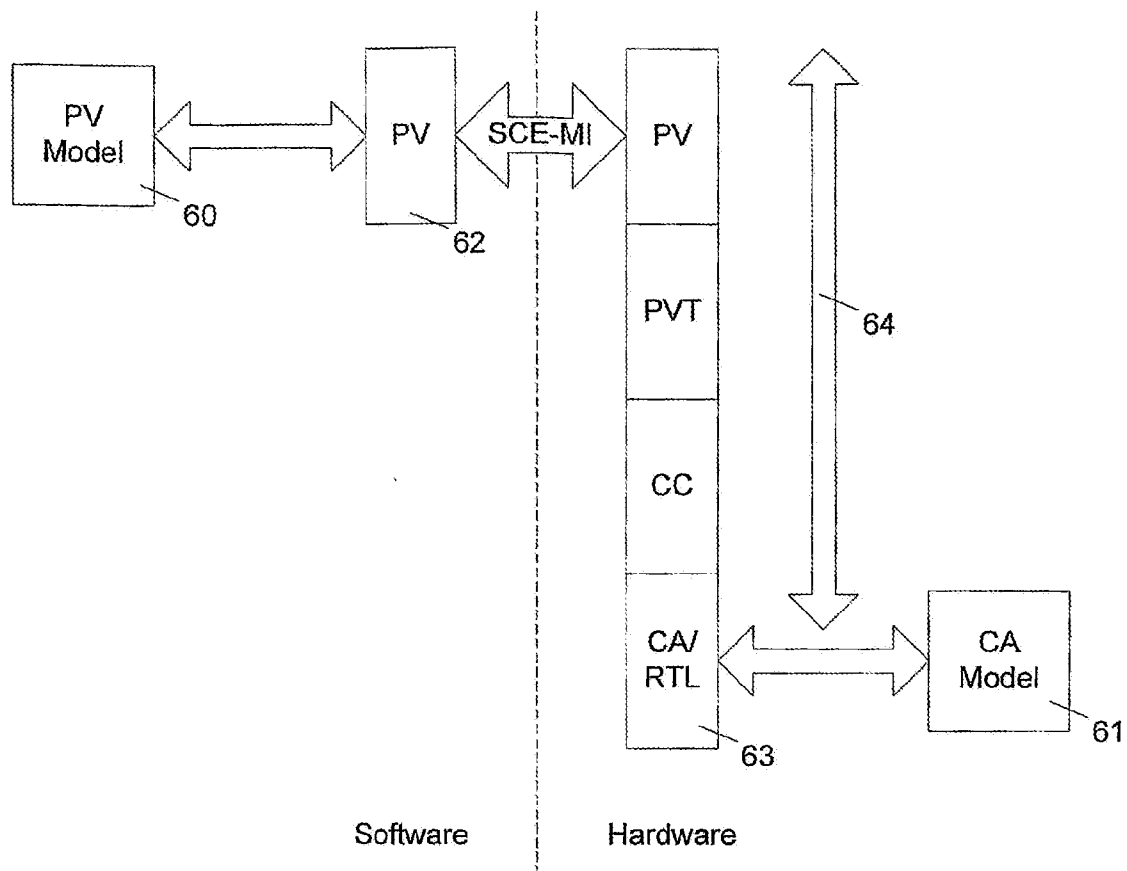 PV
Model
60
PV
62
SCE-MI
PV
PVT
CC
CA/
RTL
63
64
CA
Model
61
Software
Hardware